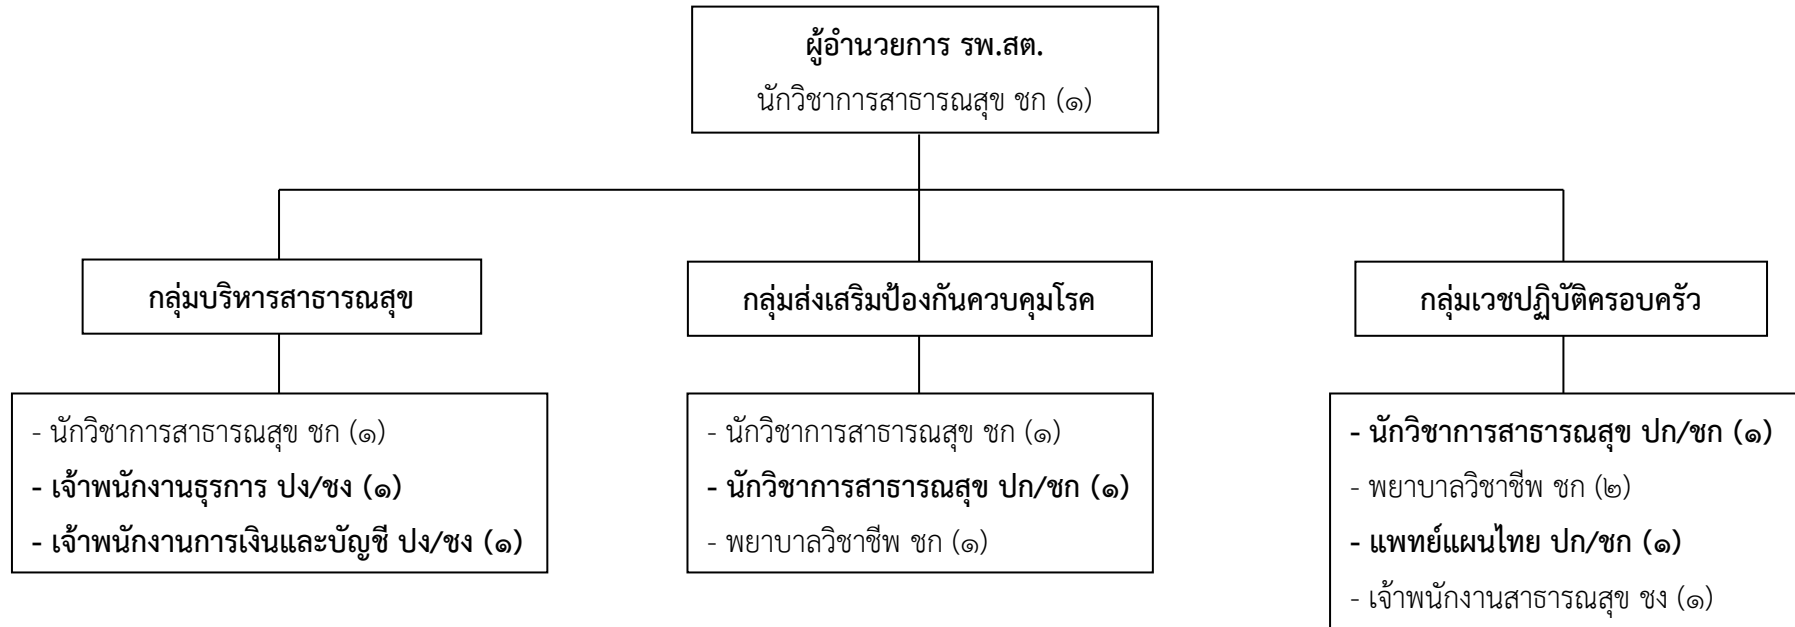 ผู้อำนวยการ รพ.สต.
นักวิชาการสาธารณสุข ชก (๑)
กลุ่มบริหารสาธารณสุข
กลุ่มส่งเสริมป้องกันควบคุมโรค
กลุ่มเวชปฏิบัติครอบครัว
- นักวิชาการสาธารณสุข ชก (๑)
- เจ้าพนักงานธุรการ ปง/ชง (๑)
- เจ้าพนักงานการเงินและบัญชี ปง/ชง (๑)
- นักวิชาการสาธารณสุข ชก (๑)
- นักวิชาการสาธารณสุข ปก/ชก (๑)
- พยาบาลวิชาชีพ ชก (๑)
- นักวิชาการสาธารณสุข ปก/ชก (๑)
- พยาบาลวิชาชีพ ชก (๒)
- แพทย์แผนไทย ปก/ชก (๑)
- เจ้าพนักงานสาธารณสุข ชง (๑)